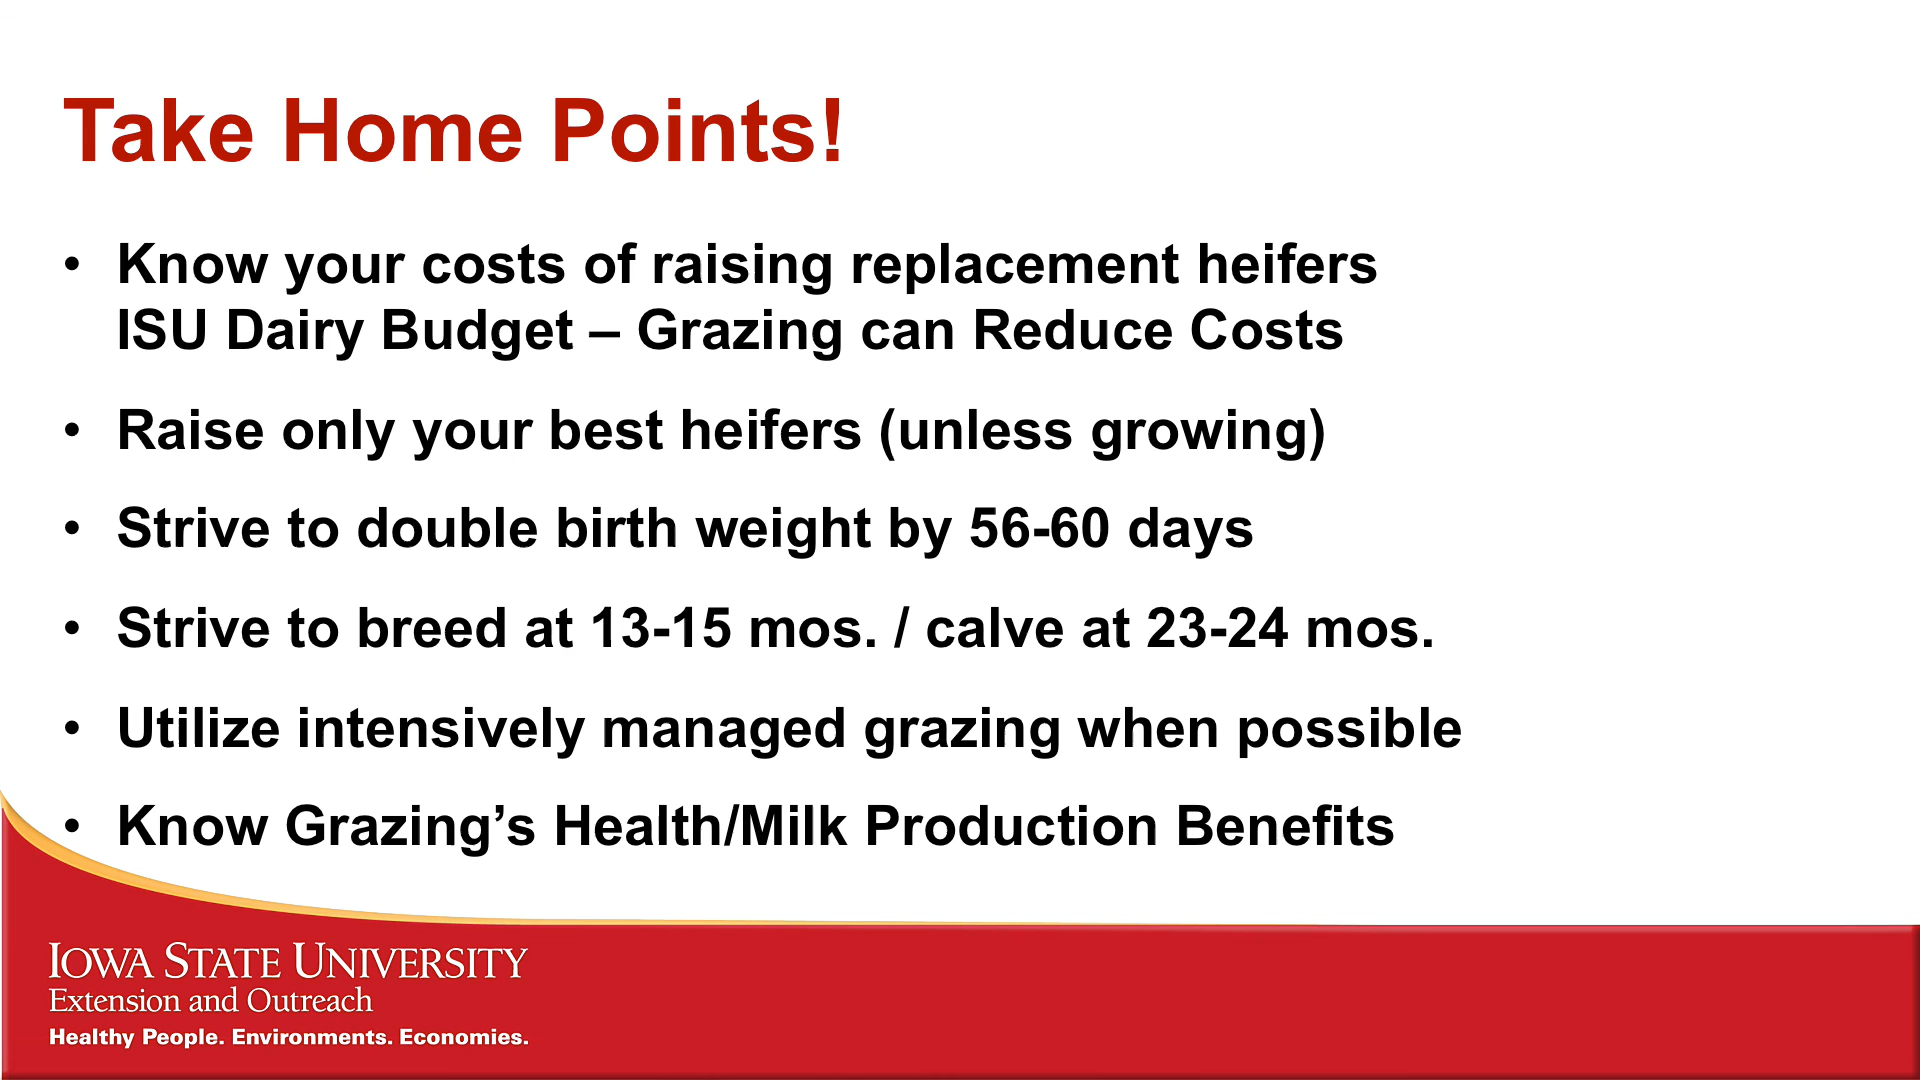 Take Home Points!
• Know your costs of raising replacement heifers
ISU Dairy Budget – Grazing can Reduce Costs
• Raise only your best heifers (unless growing)
• Strive to double birth weight by 56-60 days
• Strive to breed at 13-15 mos. / calve at 23-24 mos.
• Utilize intensively managed grazing when possible
• Know Grazing’s Health/Milk Production Benefits
IOWA STATE UNIVERSITY
Extension and Outreach
Healthy People. Environments. Economies.